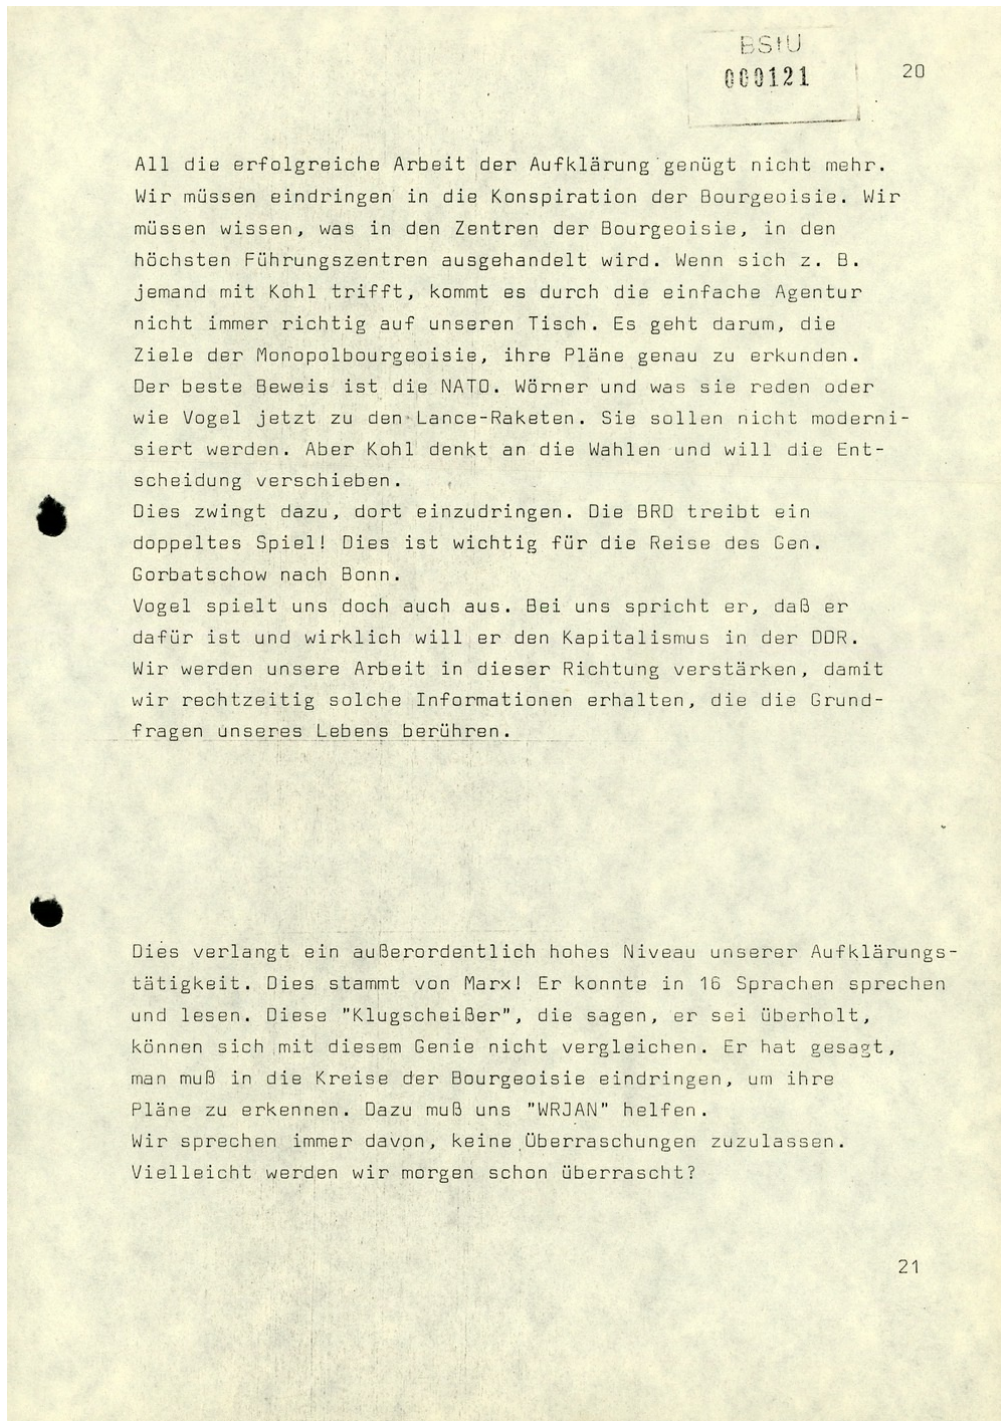 BStU
000121
20
All die erfolgreiche Arbeit der Aufklärung genügt nicht mehr.
Wir müssen eindringen in die Konspiration der Bourgeoisie. Wir
müssen wissen, was in den Zentren der Bourgeoisie, in den
höchsten Führungszentren ausgehandelt wird. Wenn sich z. B.
jemand mit Kohl trifft, kommt es durch die einfache Agentur
nicht immer richtig auf unseren Tisch. Es geht darum, die
Ziele der Monopolbourgeoisie, ihre Pläne genau zu erkunden.
Der beste Beweis ist die NATO. Wörner und was sie reden oder
wie Vogel jetzt zu den Lance-Raketen. Sie sollen nicht moderni-
siert werden. Aber Kohl denkt an die Wahlen und will die Ent-
scheidung verschieben.
Dies zwingt dazu, dort einzudringen. Die BRD treibt ein
doppeltes Spiel! Dies ist wichtig für die Reise des Gen.
Gorbatschow nach Bonn.
Vogel spielt uns doch auch aus. Bei uns spricht er, daß er
dafür ist und wirklich will er den Kapitalismus in der DDR.
Wir werden unsere Arbeit in dieser Richtung verstärken, damit
wir rechtzeitig solche Informationen erhalten, die die Grund-
fragen unseres Lebens berühren.
Dies verlangt ein außerordentlich hohes Niveau unserer Aufklärungs-
tätigkeit. Dies stammt von Marx! Er konnte in 16 Sprachen sprechen
und lesen. Diese "Klugscheißer", die sagen, er sei überholt,
können sich mit diesem Genie nicht vergleichen. Er hat gesagt,
man muß in die Kreise der Bourgeoisie eindringen, um ihre
Pläne zu erkennen. Dazu muß uns "WRJAN" helfen.
Wir sprechen immer davon, keine Überraschungen zuzulassen.
Vielleicht werden wir morgen schon überrascht?
21